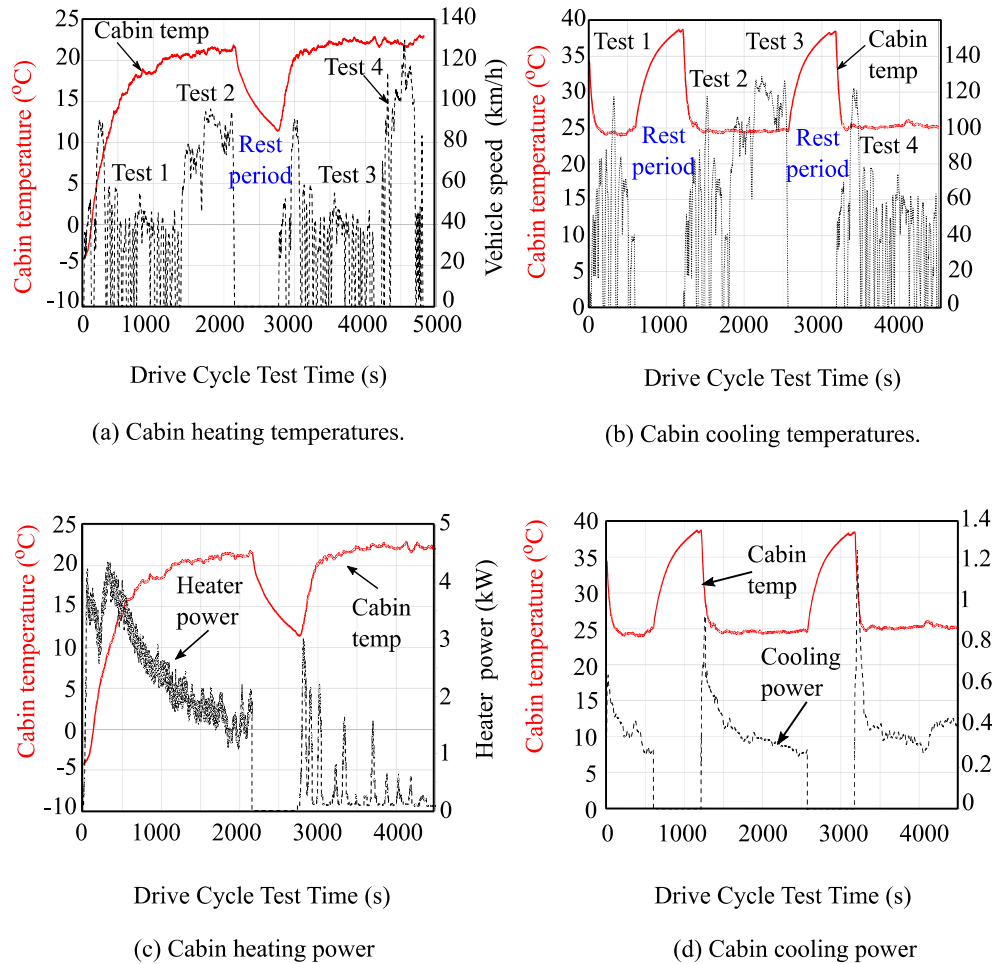 25
20
15
10
5
0
-5
-10
Cabin temperature (°C)
Cabin temp
Test 1
Test 2
Rest
period
Test 3
Test 4
140
120
100
80
60
40
20
0
Vehicle speed (km/h)
0 1000 2000 3000 4000 5000
Drive Cycle Test Time (s)
(a) Cabin heating temperatures.
40
35
30
25
20
15
10
5
0
Cabin temperature (°C)
Test 1
Rest
period
Test 2
Test 3
Rest
period
Cabin
temp
Test 4
140
120
100
80
60
40
20
0
0 1000 2000 3000 4000
Drive Cycle Test Time (s)
(b) Cabin cooling temperatures.
25
20
15
10
5
0
-5
-10
Cabin temperature (°C)
Heater
power
Cabin
temp
5
4
3
2
1
0
Heater power (kW)
0 1000 2000 3000 4000
Drive Cycle Test Time (s)
(c) Cabin heating power
40
35
30
25
20
15
10
5
0
Cabin temperature (°C)
Cabin
temp
Cooling
power
1.4
1.2
1
0.8
0.6
0.4
0.2
0
0 1000 2000 3000 4000
Drive Cycle Test Time (s)
(d) Cabin cooling power